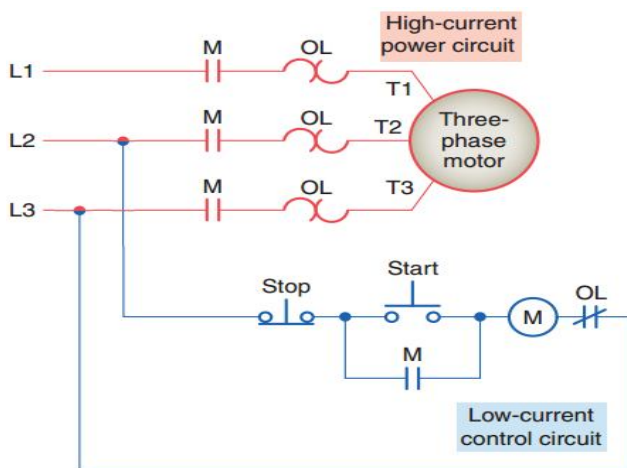 High-current
power circuit
M
OL
L1
T1
M
OL
L2
T2
Three-
phase
motor
M
OL
T3
L3
Stop
Start
OL
M
M
Low-current
control circuit